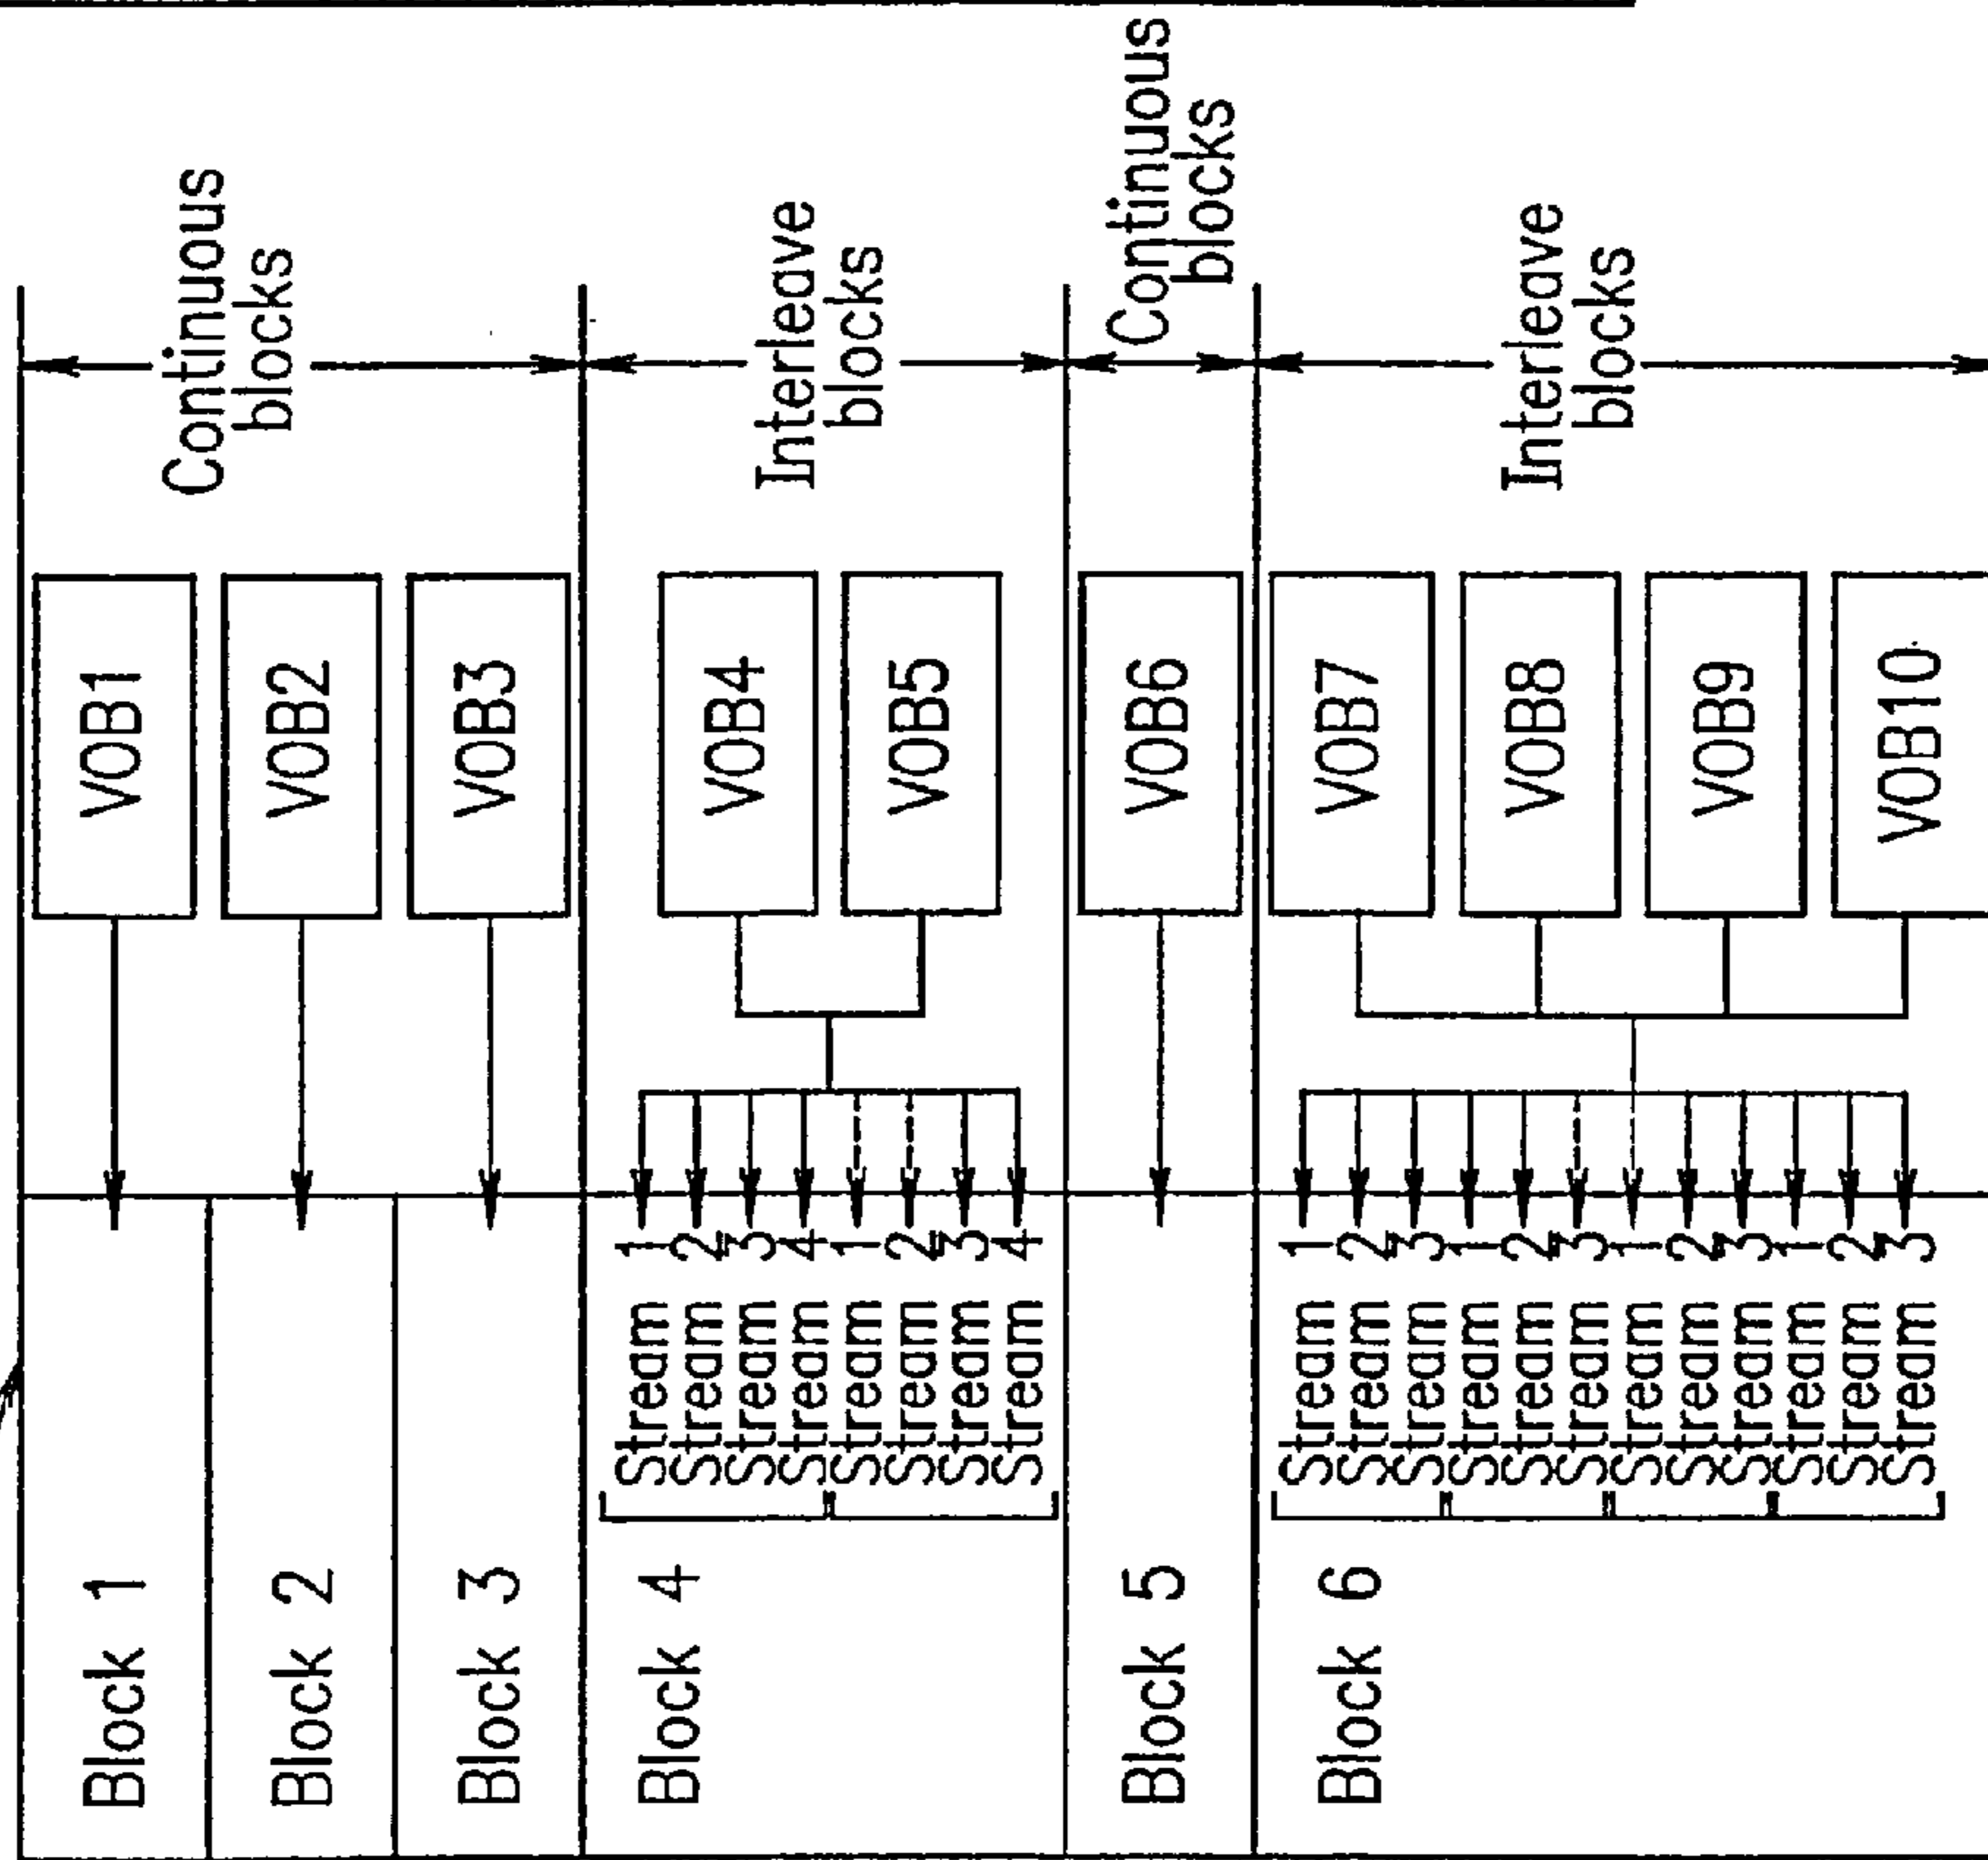 Block 1
VOB1
Continuous
blocks
Block 2
VOB2
Block 3
VOB3
Block 4
Stream 1
Stream 2
Stream 3
Stream 4
Stream 1
Stream 2
Stream 3
Stream 4
VOB4
VOB5
Interleave
blocks
Block 5
VOB6
Continuous
blocks
Block 6
Stream 1
Stream 2
Stream 3
Stream 1
Stream 2
Stream 3
Stream 1
Stream 2
Stream 3
Stream 1
Stream 2
Stream 3
VOB7
VOB8
VOB9
VOB10
Interleave
blocks